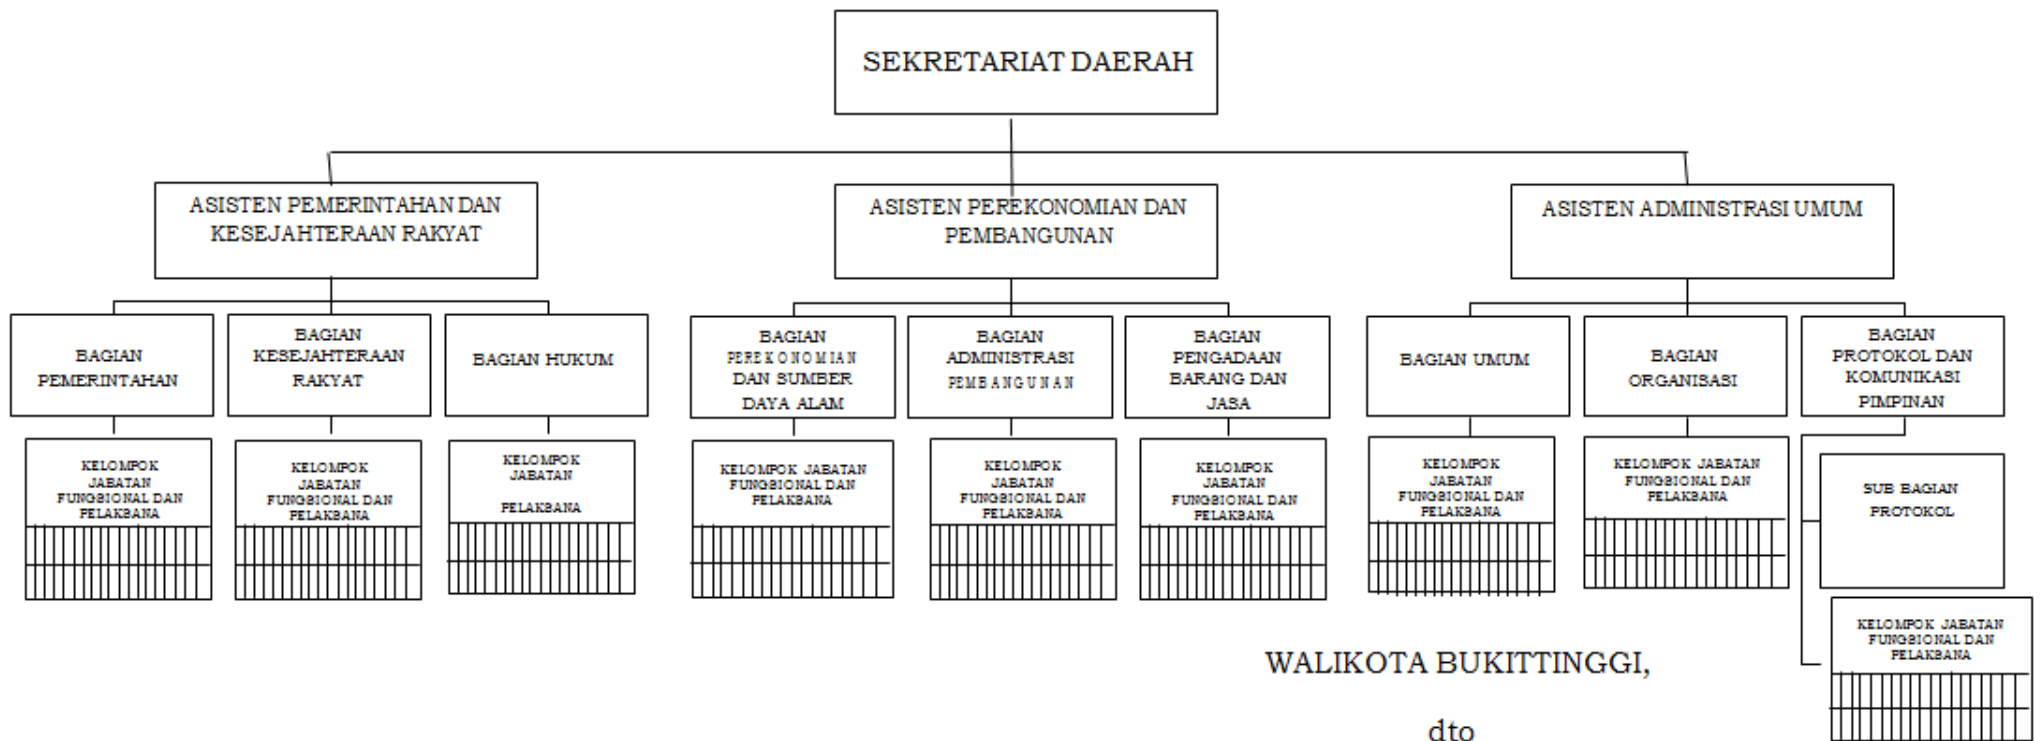 SEKRETARIAT DAERAH
ASISTEN PEMERINTAHAN DAN
KESEJAHTERAAN RAKYAT
ASISTEN PEREKONOMIAN DAN
PEMBANGUNAN
ASISTEN ADMINISTRASI UMUM
BAGIAN
PEMERINTAHAN
BAGIAN
KESEJAHTERAAN
RAKYAT
BAGIAN HUKUM
BAGIAN
PEREKONOMIAN
DAN SUMBER
DAYA ALAM
BAGIAN
ADMINISTRASI
PEMBANGUNAN
BAGIAN
PENGADAAN
BARANG DAN
JASA
BAGIAN UMUM
BAGIAN
ORGANISASI
BAGIAN
PROTOKOL DAN
KOMUNIKASI
PIMPINAN
KELOMPOK
JABATAN
FUNGSIONAL DAN
PELAKSANA
KELOMPOK
JABATAN
FUNGSIONAL DAN
PELAKSANA
KELOMPOK
JABATAN
PELAKSANA
KELOMPOK JABATAN
FUNGSIONAL DAN
PELAKSANA
KELOMPOK
JABATAN
FUNGSIONAL DAN
PELAKSANA
KELOMPOK
JABATAN
FUNGSIONAL DAN
PELAKSANA
KELOMPOK
JABATAN
FUNGSIONAL DAN
PELAKSANA
KELOMPOK JABATAN
FUNGSIONAL DAN
PELAKSANA
SUB BAGIAN
PROTOKOL
KELOMPOK JABATAN
FUNGSIONAL DAN
PELAKSANA
WALIKOTA BUKITTINGGI,
dto